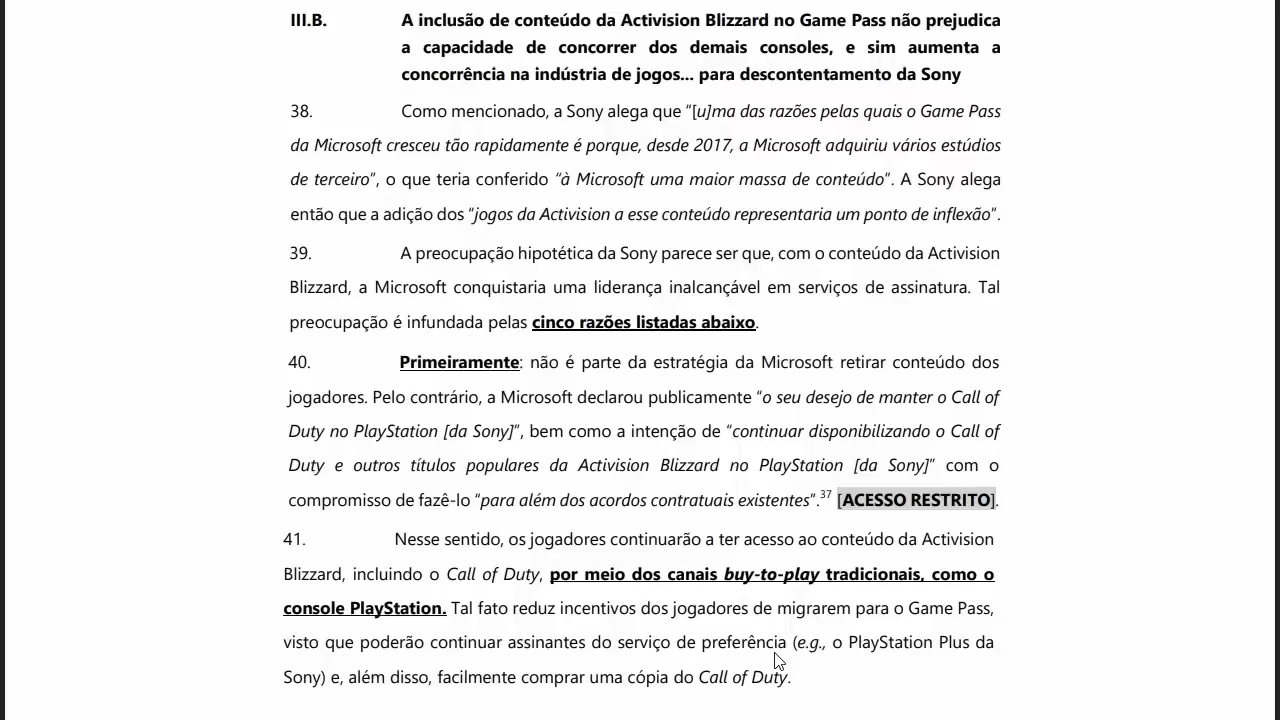 III.B. A inclusão de conteúdo da Activision Blizzard no Game Pass não prejudica
a capacidade de concorrer dos demais consoles, e sim aumenta a
concorrência na indústria de jogos... para descontentamento da Sony
38. Como mencionado, a Sony alega que “[u]ma das razões pelas quais o Game Pass
da Microsoft cresceu tão rapidamente é porque, desde 2017, a Microsoft adquiriu vários estúdios
de terceiro”, o que teria conferido “à Microsoft uma maior massa de conteúdo”. A Sony alega
então que a adição dos “jogos da Activision a esse conteúdo representaria um ponto de inflexão”.
39. A preocupação hipotética da Sony parece ser que, com o conteúdo da Activision
Blizzard, a Microsoft conquistaria uma liderança inalcançável em serviços de assinatura. Tal
preocupação é infundada pelas cinco razões listadas abaixo.
40. Primeiramente: não é parte da estratégia da Microsoft retirar conteúdo dos
jogadores. Pelo contrário, a Microsoft declarou publicamente “o seu desejo de manter o Call of
Duty no PlayStation [da Sony]”, bem como a intenção de “continuar disponibilizando o Call of
Duty e outros títulos populares da Activision Blizzard no PlayStation [da Sony]” com o
compromisso de fazê-lo “para além dos acordos contratuais existentes”.37 [ACESSO RESTRITO].
41. Nesse sentido, os jogadores continuarão a ter acesso ao conteúdo da Activision
Blizzard, incluindo o Call of Duty, por meio dos canais buy-to-play tradicionais, como o
console PlayStation. Tal fato reduz incentivos dos jogadores de migrarem para o Game Pass,
visto que poderão continuar assinantes do serviço de preferência (e.g., o PlayStation Plus da
Sony) e, além disso, facilmente comprar uma cópia do Call of Duty.